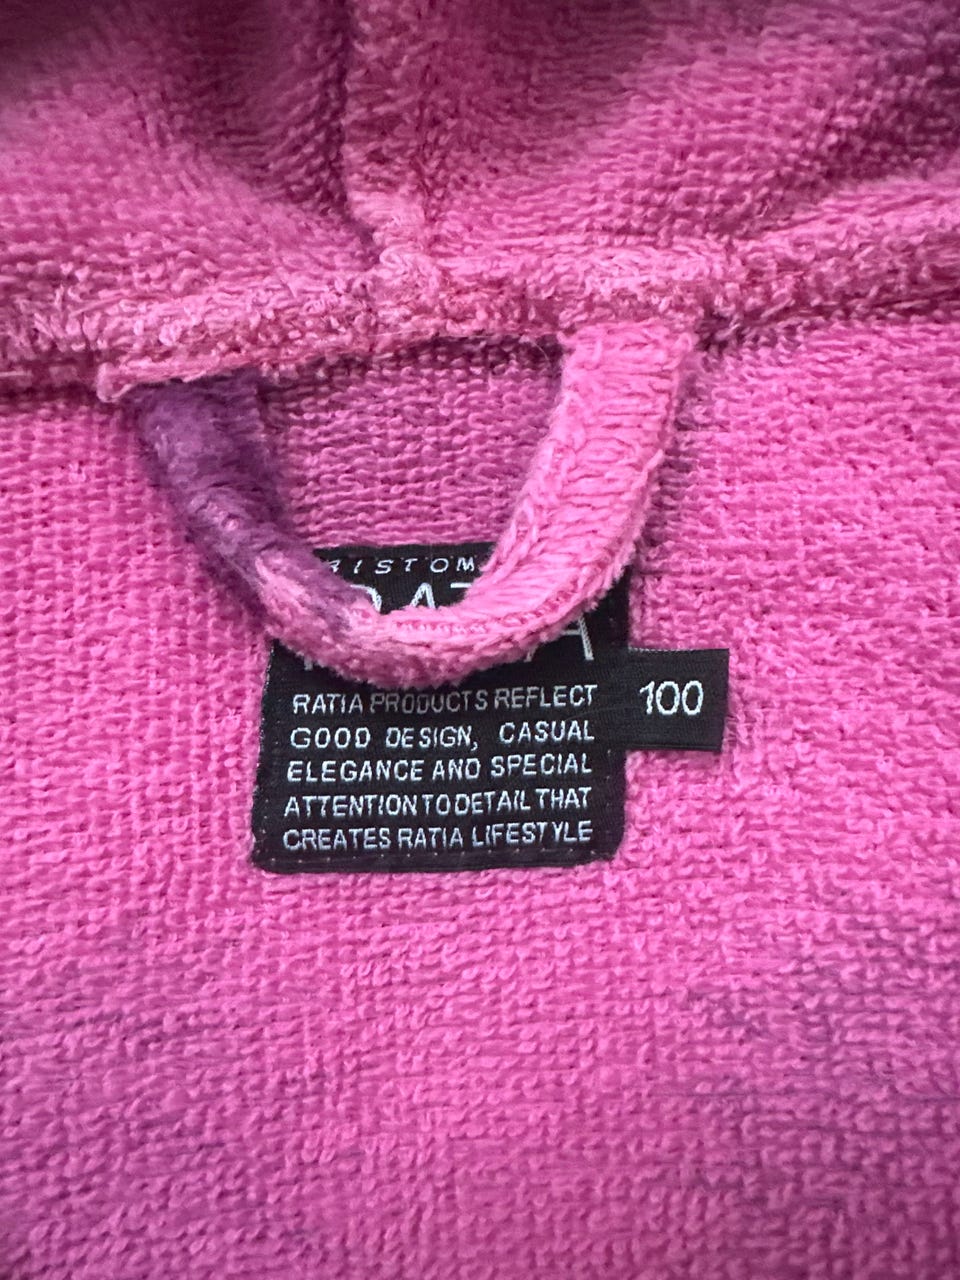 RATIA PRODUCTS REFLECT
GOOD DESIGN, CASUAL
ELEGANCE AND SPECIAL
ATTENTION TO DETAIL THAT
CREATES RATIA LIFESTYLE
100